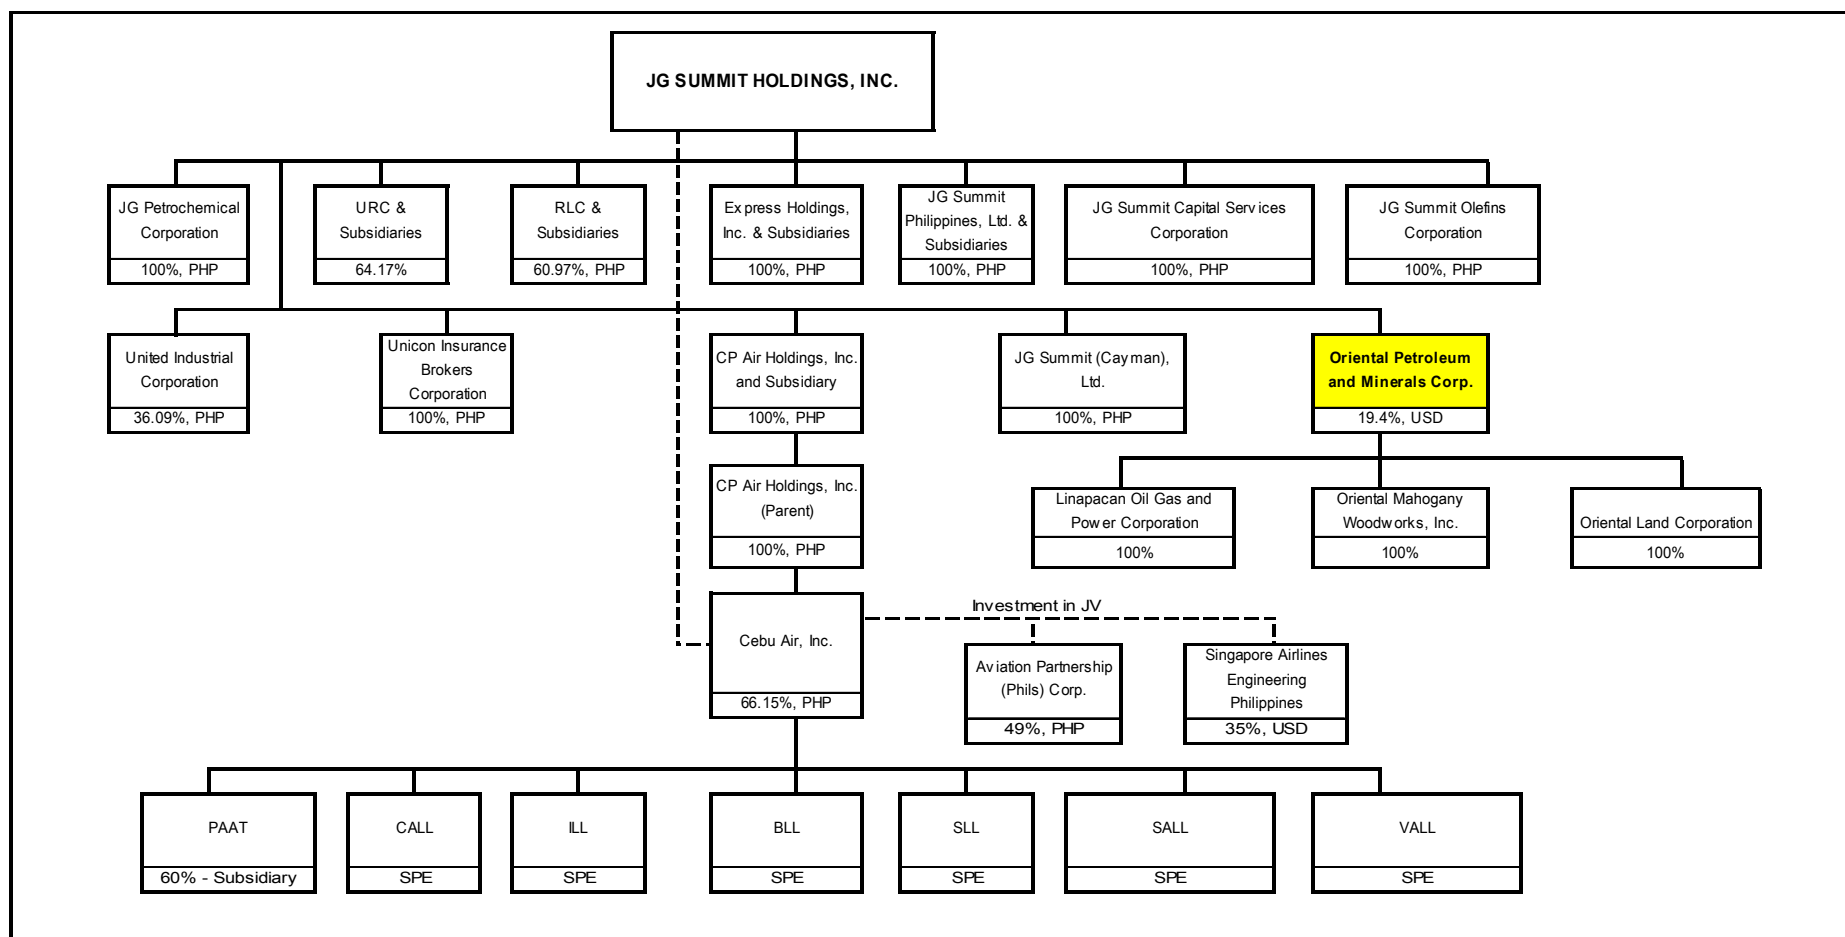 JG SUMMIT HOLDINGS, INC.
JG Petrochemical
Corporation
100%, PHP
URC &
Subsidiaries
64.17%
RLC &
Subsidiaries
60.97%, PHP
Express Holdings,
Inc. & Subsidiaries
100%, PHP
JG Summit
Philippines, Ltd. &
Subsidiaries
100%, PHP
JG Summit Capital Services
Corporation
100%, PHP
JG Summit Olefins
Corporation
100%, PHP
United Industrial
Corporation
36.09%, PHP
Unicon Insurance
Brokers
Corporation
100%, PHP
CP Air Holdings, Inc.
and Subsidiary
100%, PHP
JG Summit (Cayman),
Ltd.
100%, PHP
Oriental Petroleum
and Minerals Corp.
19.4%, USD
CP Air Holdings, Inc.
(Parent)
100%, PHP
Linapacan Oil Gas and
Power Corporation
100%
Oriental Mahogany
Woodworks, Inc.
100%
Oriental Land Corporation
100%
Cebu Air, Inc.
66.15%, PHP
Investment in JV
Aviation Partnership
(Phils) Corp.
49%, PHP
Singapore Airlines
Engineering
Philippines
35%, USD
PAAT
60% - Subsidiary
CALL
SPE
ILL
SPE
BLL
SPE
SLL
SPE
SALL
SPE
VALL
SPE